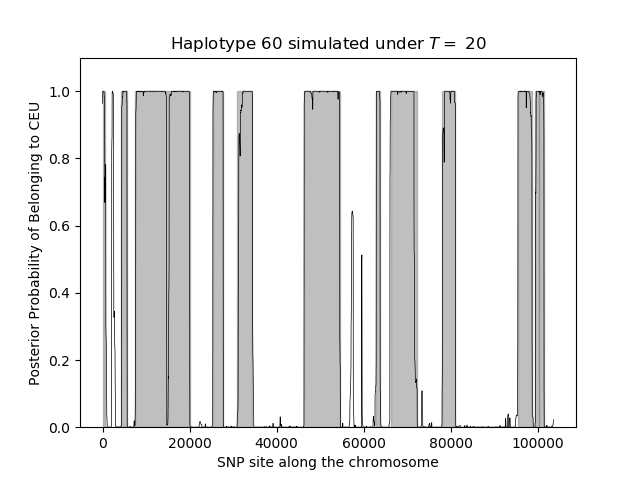 Haplotype 60 simulated under T = 20
Posterior Probability of Belonging to CEU
1.0
0.8
0.6
0.4
0.2
0.0
0 20000 40000 60000 80000 100000
SNP site along the chromosome